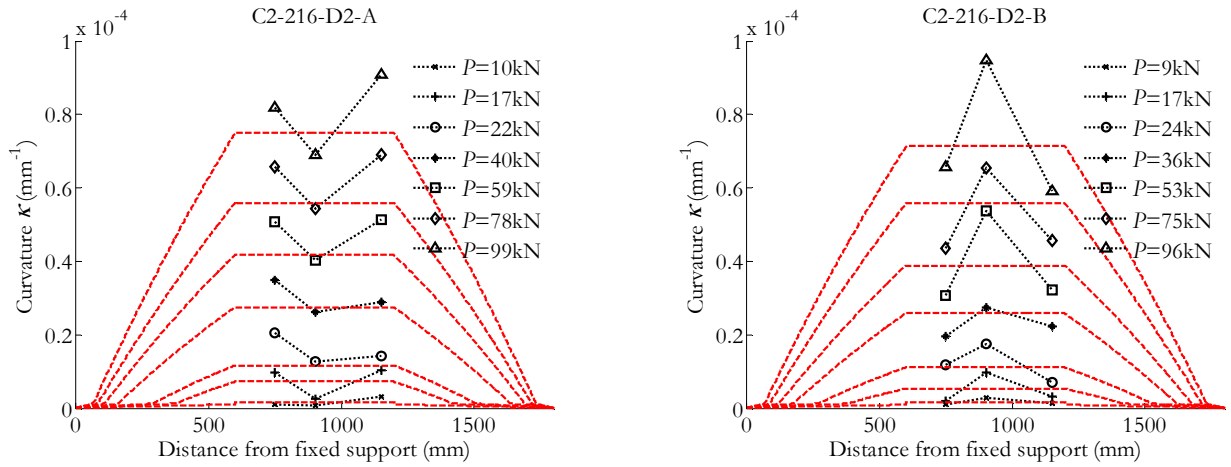 C2-216-D2-A
x 10-4
1
0.8
0.6
0.4
0.2
0
Curvature κ (mm-1)
0 500 1000 1500
Distance from fixed support (mm)
P=10kN
P=17kN
P=22kN
P=40kN
P=59kN
P=78kN
P=99kN
C2-216-D2-B
x 10-4
1
0.8
0.6
0.4
0.2
0
Curvature κ (mm-1)
0 500 1000 1500
Distance from fixed support (mm)
P=9kN
P=17kN
P=24kN
P=36kN
P=53kN
P=75kN
P=96kN